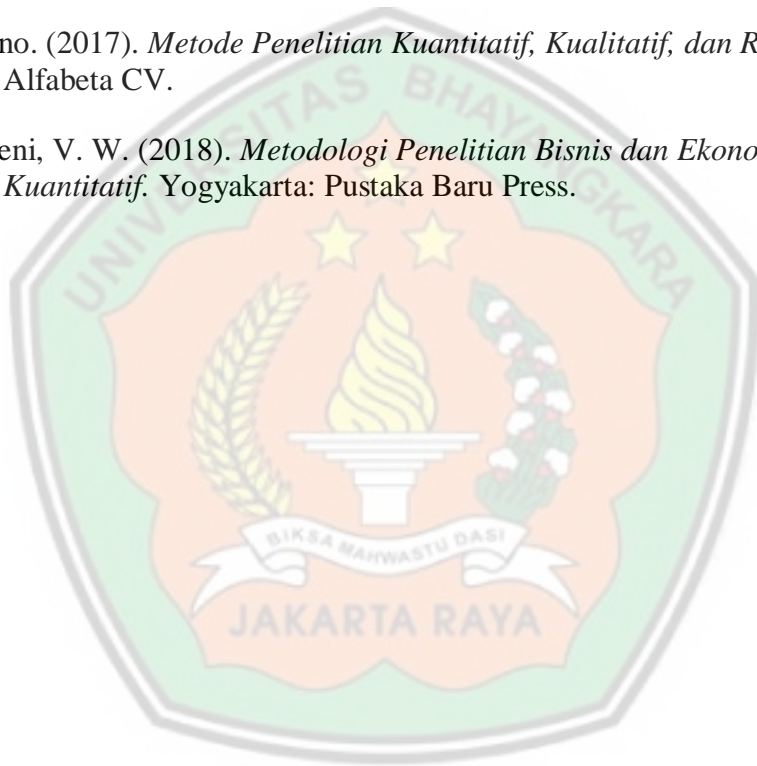 no. (2017). Metode Penelitian Kuantitatif, Kualitatif, dan R
Alfabeta CV.
eni, V. W. (2018). Metodologi Penelitian Bisnis dan Ekono
Kuantitatif. Yogyakarta: Pustaka Baru Press.
UNIVERSITAS BHAYANGKARA
BIKSA MAHWASTU DASI
JAKARTA RAYA